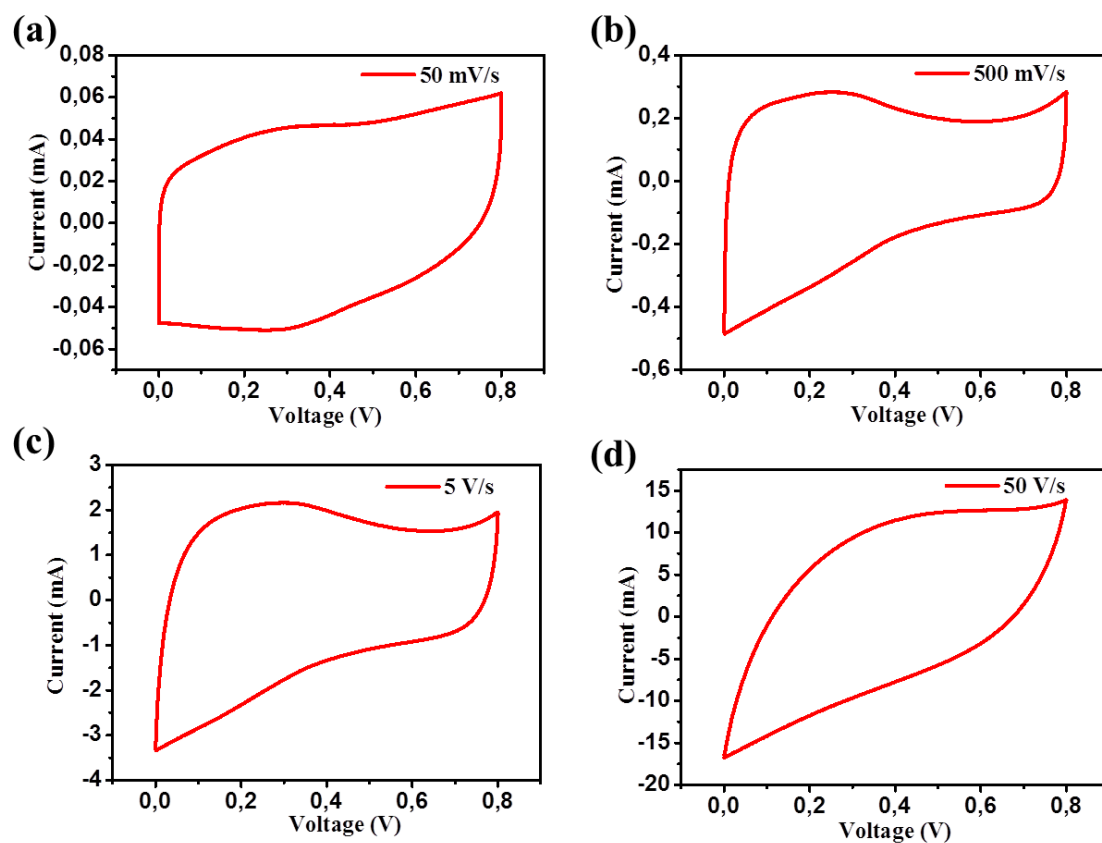 (a)
50 mV/s
0,08
0,06
0,04
0,02
0,00
-0,02
-0,04
-0,06
Current (mA)
0,0 0,2 0,4 0,6 0,8
Voltage (V)
(b)
500 mV/s
0,4
0,2
0,0
-0,2
-0,4
-0,6
Current (mA)
0,0 0,2 0,4 0,6 0,8
Voltage (V)
(c)
5 V/s
3
2
1
0
-1
-2
-3
-4
Current (mA)
0,0 0,2 0,4 0,6 0,8
Voltage (V)
(d)
50 V/s
15
10
5
0
-5
-10
-15
-20
Current (mA)
0,0 0,2 0,4 0,6 0,8
Voltage (V)